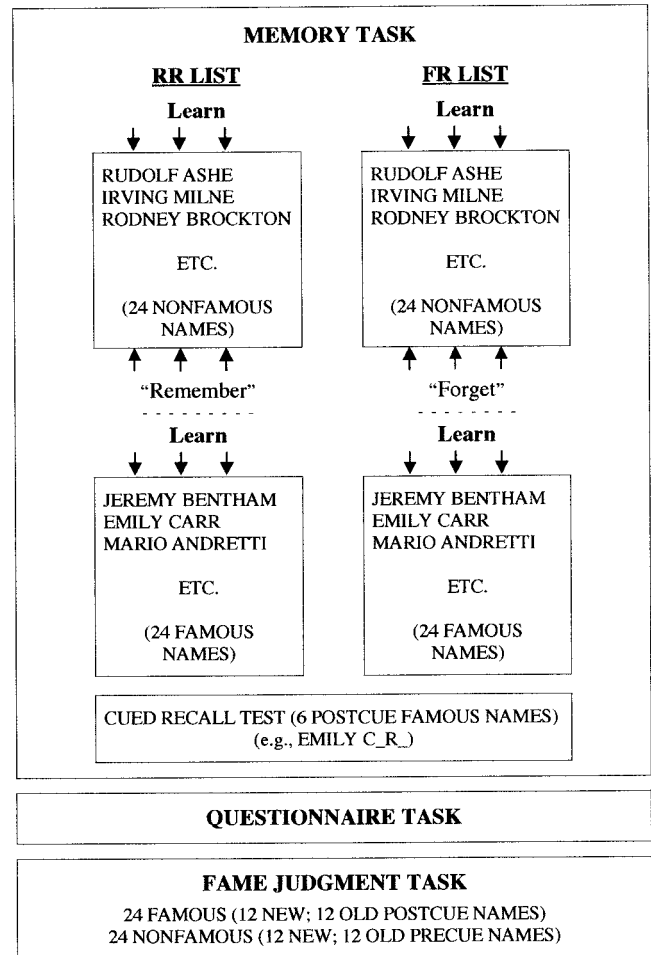 MEMORY TASK
RR LIST
Learn
RUDOLF ASHE
IRVING MILNE
RODNEY BROCKTON
ETC.
(24 NONFAMOUS
NAMES)
“Remember”
Learn
JEREMY BENTHAM
EMILY CARR
MARIO ANDRETTI
ETC.
(24 FAMOUS
NAMES)
FR LIST
Learn
RUDOLF ASHE
IRVING MILNE
RODNEY BROCKTON
ETC.
(24 NONFAMOUS
NAMES)
“Forget”
Learn
JEREMY BENTHAM
EMILY CARR
MARIO ANDRETTI
ETC.
(24 FAMOUS
NAMES)
CUED RECALL TEST (6 POSTCUE FAMOUS NAMES)
(e.g., EMILY C_R_)
QUESTIONNAIRE TASK
FAME JUDGMENT TASK
24 FAMOUS (12 NEW; 12 OLD POSTCUE NAMES)
24 NONFAMOUS (12 NEW; 12 OLD PRECUE NAMES)